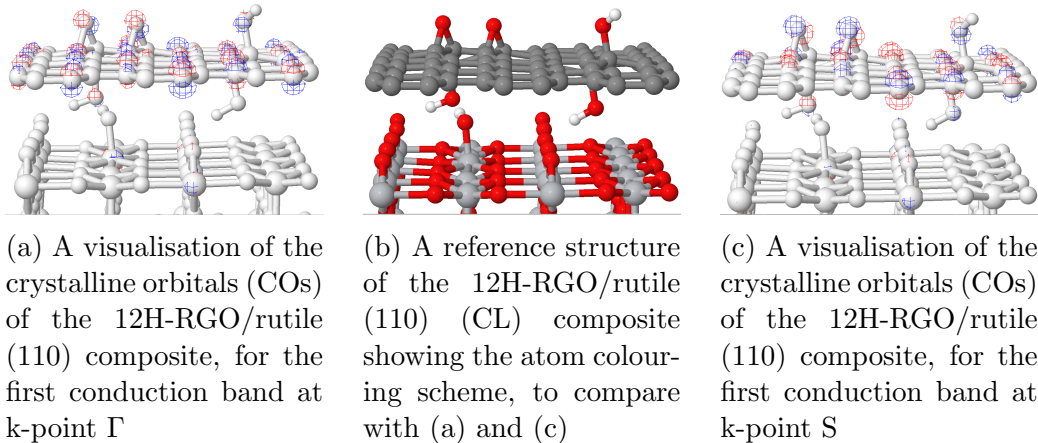 (a) A visualisation of the
crystalline orbitals (COs)
of the 12H-RGO/rutile
(110) composite, for the
first conduction band at
k-point Γ
(b) A reference structure
of the 12H-RGO/rutile
(110) (CL) composite
showing the atom colour-
ing scheme, to compare
with (a) and (c)
(c) A visualisation of the
crystalline orbitals (COs)
of the 12H-RGO/rutile
(110) composite, for the
first conduction band at
k-point S